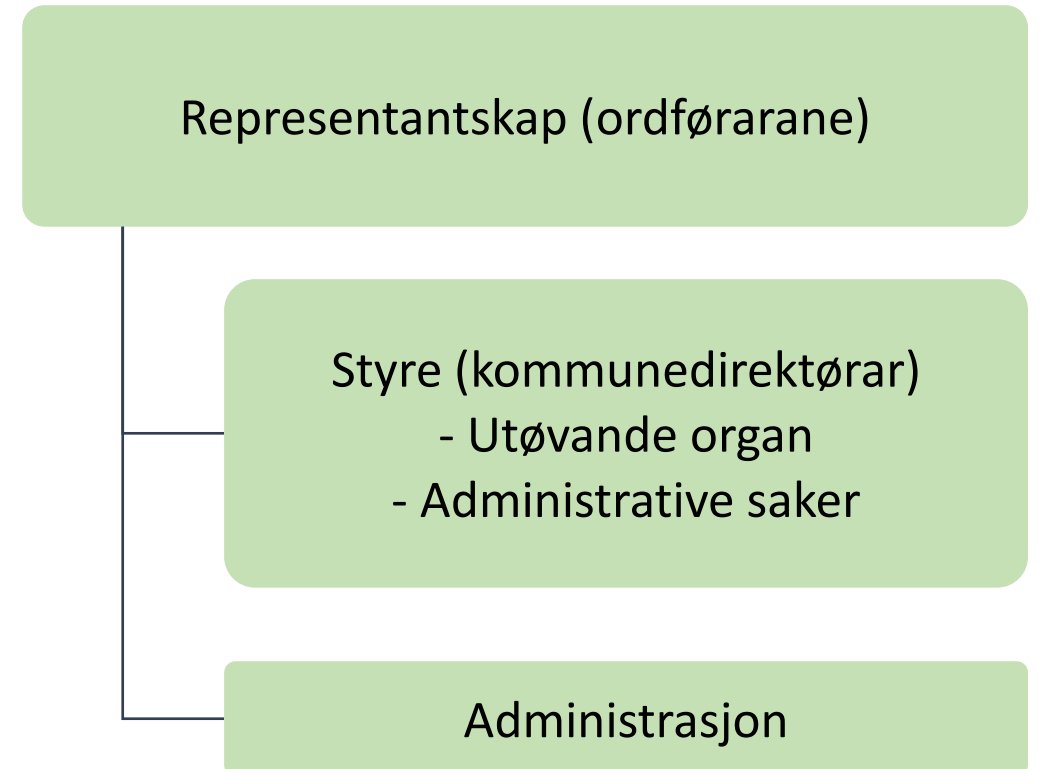 Representantskap (ordførarane)
Styre (kommunedirektørar)
- Utøvande organ
- Administrative saker
Administrasjon